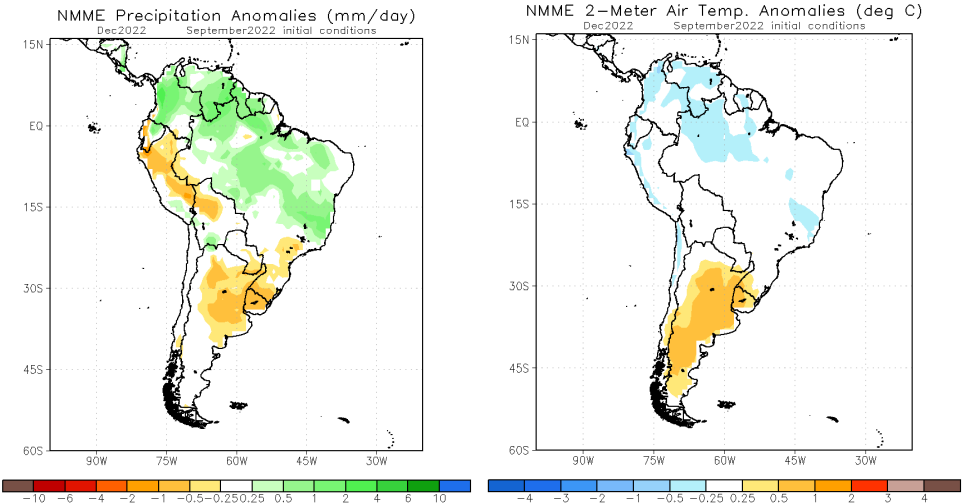 NMME Precipitation Anomalies (mm/day)
Dec2022 September2022 initial conditions
15N
EQ
15S
30S
45S
60S
90W 75W 60W 45W 30W
-10 -6 -4 -2 -1 -0.5 -0.25 0.25 0.5 1 2 4 6 10
NMME 2-Meter Air Temp. Anomalies (deg C)
Dec2022 September2022 initial conditions
15N
EQ
15S
30S
45S
60S
90W 75W 60W 45W 30W
-4 -3 -2 -1 -0.5 -0.25 0.25 0.5 1 2 3 4